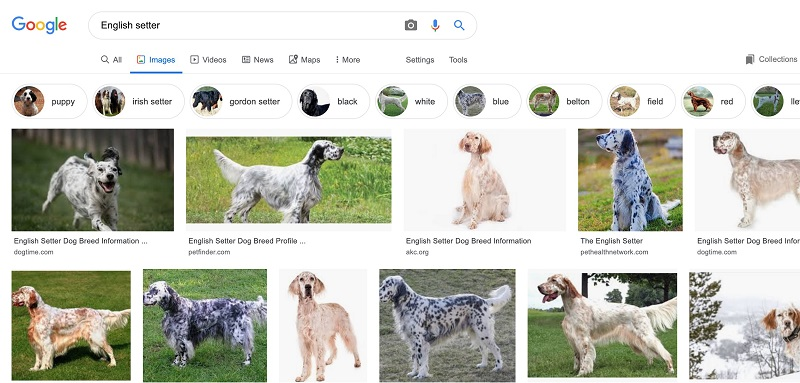 Google English setter
All Images Videos News Maps More Settings Tools Collections
puppy irish setter gordon setter black white blue belton field red lle
English Setter Dog Breed Information ... English Setter Dog Breed Profile ... English Setter Dog Breed Information The English Setter English Setter Dog Breed Infor
dogtime.com petfinder.com akc.org pethealthnetwork.com dogtime.com